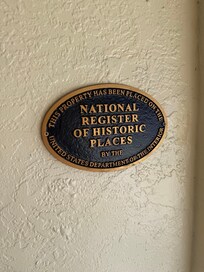 THIS PROPERTY HAS BEEN PLACED ON THE
NATIONAL
REGISTER
OF HISTORIC
PLACES
BY THE
UNITED STATES DEPARTMENT OF THE INTERIOR